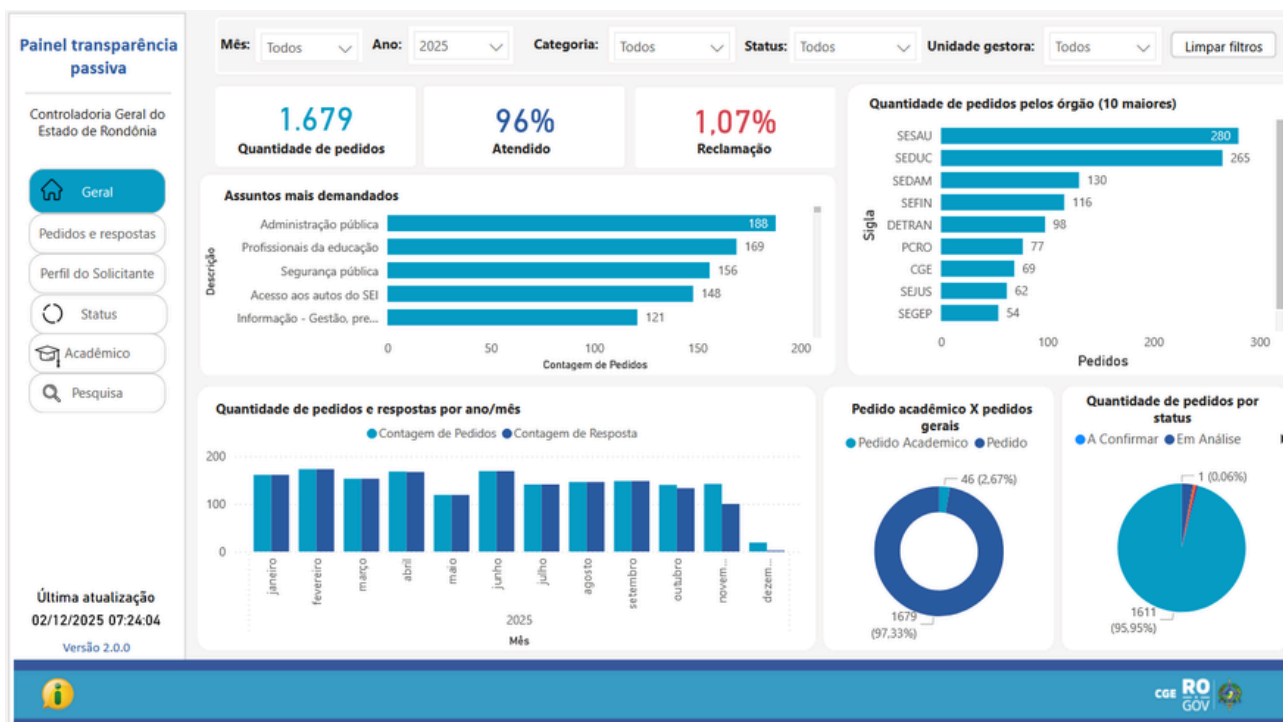 Painel transparência
passiva
Controladoria Geral do
Estado de Rondônia
Geral
Pedidos e respostas
Perfil do Solicitante
Status
Acadêmico
Pesquisa
Última atualização
02/12/2025 07:24:04
Versão 2.0.0
Mês: Todos Ano: 2025 Categoria: Todos Status: Todos Unidade gestora: Todos Limpar filtros
1.679
Quantidade de pedidos
96%
Atendido
1,07%
Reclamação
Assuntos mais demandados
Descrição
Administração pública 188
Profissionais da educação 169
Segurança pública 156
Acesso aos autos do SEI 148
Informação - Gestão, pre... 121
0 50 100 150 200
Contagem de Pedidos
Quantidade de pedidos pelos órgão (10 maiores)
Sigla
SESAU 280
SEDUC 265
SEDAM 130
SEFIN 116
DETRAN 98
PCRO 77
CGE 69
SEJUS 62
SEGEP 54
0 100 200 300
Pedidos
Quantidade de pedidos e respostas por ano/mês
Contagem de Pedidos Contagem de Resposta
200
100
0
janeiro fevereiro março abril maio junho julho agosto setembro outubro novem... dezem...
2025
Mês
Pedido acadêmico X pedidos
gerais
Pedido Academico Pedido
46 (2,67%)
1679
(97,33%)
Quantidade de pedidos por
status
A Confirmar Em Análise
1 (0,06%)
1611
(95,95%)
i
CGE RO
GOV